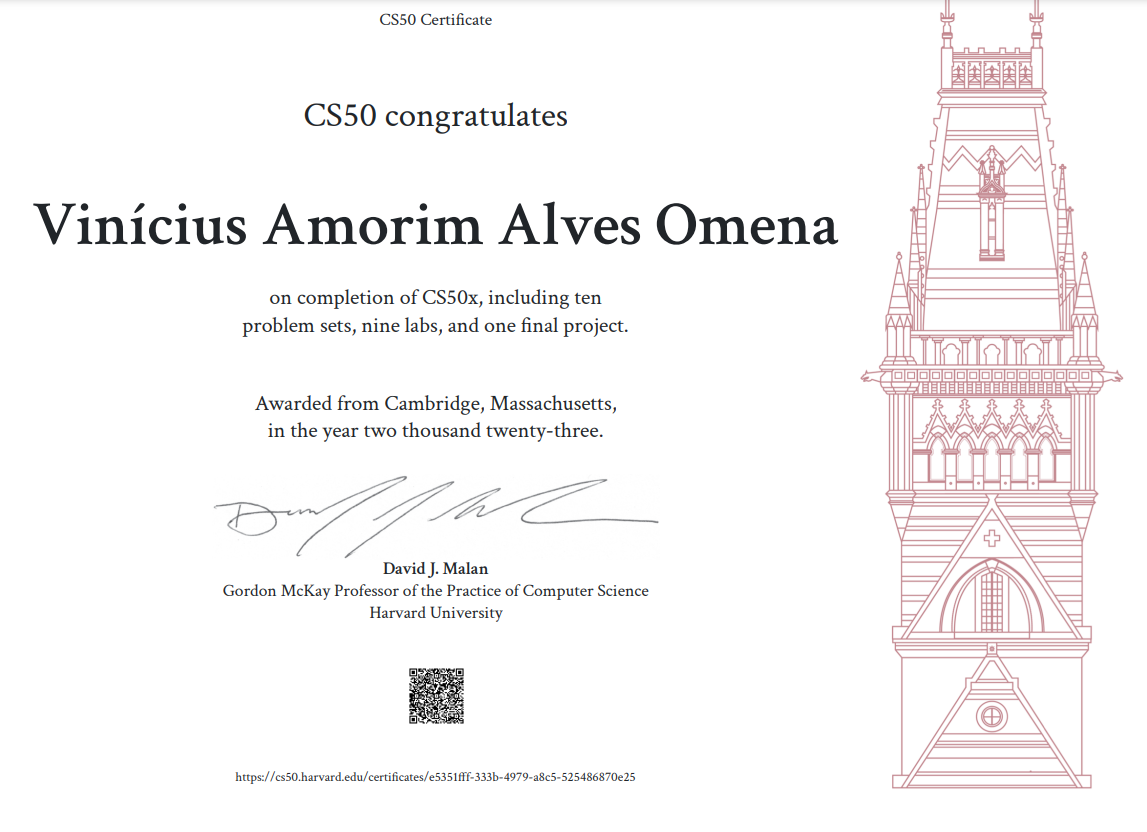 CS50 Certificate
CS50 congratulates
Vinícius Amorim Alves Omena
on completion of CS50x, including ten
problem sets, nine labs, and one final project.
Awarded from Cambridge, Massachusetts,
in the year two thousand twenty-three.
David J. Malan
Gordon McKay Professor of the Practice of Computer Science
Harvard University
https://cs50.harvard.edu/certificates/e5351fff-333b-4979-a8c5-525486870e25